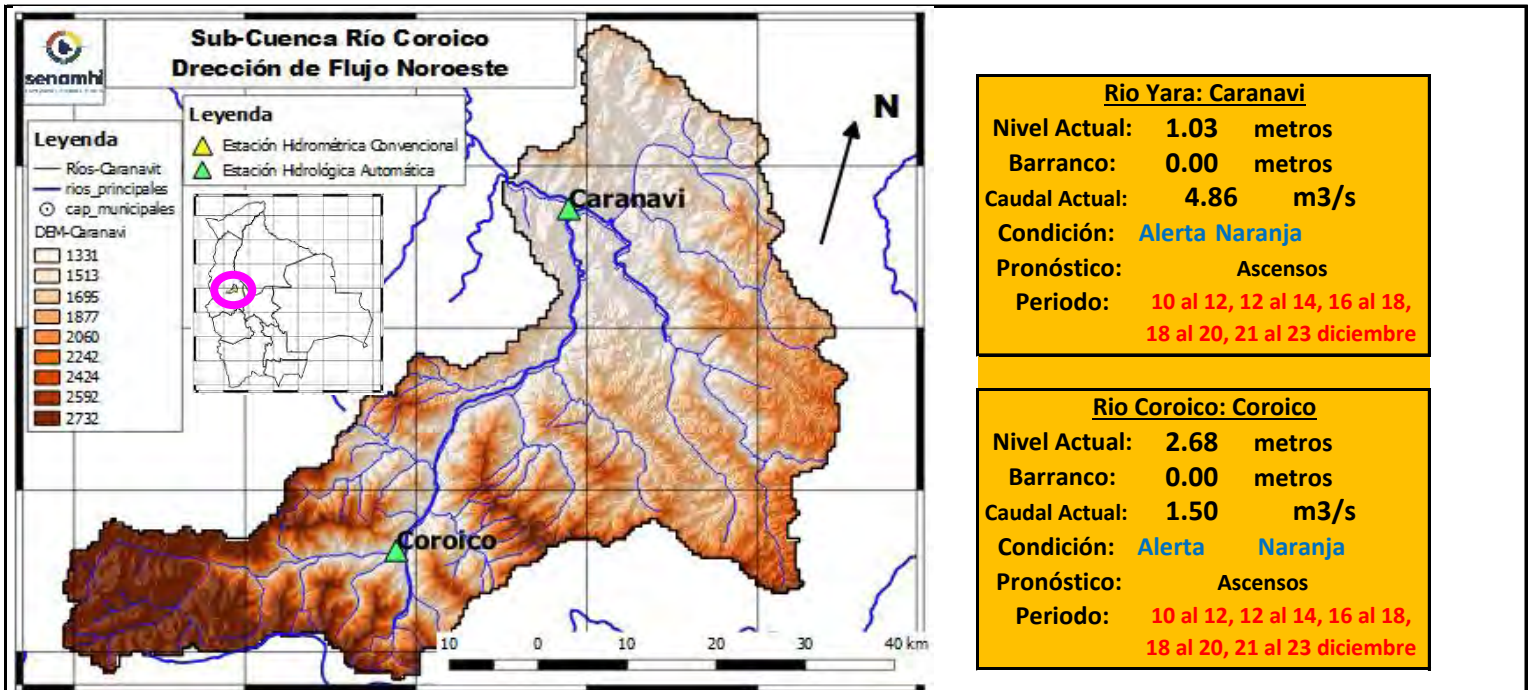 senamhi
Sub-Cuenca Río Coroico
Drección de Flujo Noroeste
Leyenda
Ríos-Caranavit
rios_principales
cap_municipales
DEM-Caranavi
1331
1513
1695
1877
2060
2242
2424
2592
2732
Leyenda
Estación Hidrométrica Convencional
Estación Hidrológica Automática
N
Caranavi
Coroico
10 0 10 20 30 40 km
Rio Yara: Caranavi
Nivel Actual: 1.03 metros
Barranco: 0.00 metros
Caudal Actual: 4.86 m3/s
Condición: Alerta Naranja
Pronóstico: Ascensos
Periodo: 10 al 12, 12 al 14, 16 al 18,
18 al 20, 21 al 23 diciembre
Rio Coroico: Coroico
Nivel Actual: 2.68 metros
Barranco: 0.00 metros
Caudal Actual: 1.50 m3/s
Condición: Alerta Naranja
Pronóstico: Ascensos
Periodo: 10 al 12, 12 al 14, 16 al 18,
18 al 20, 21 al 23 diciembre